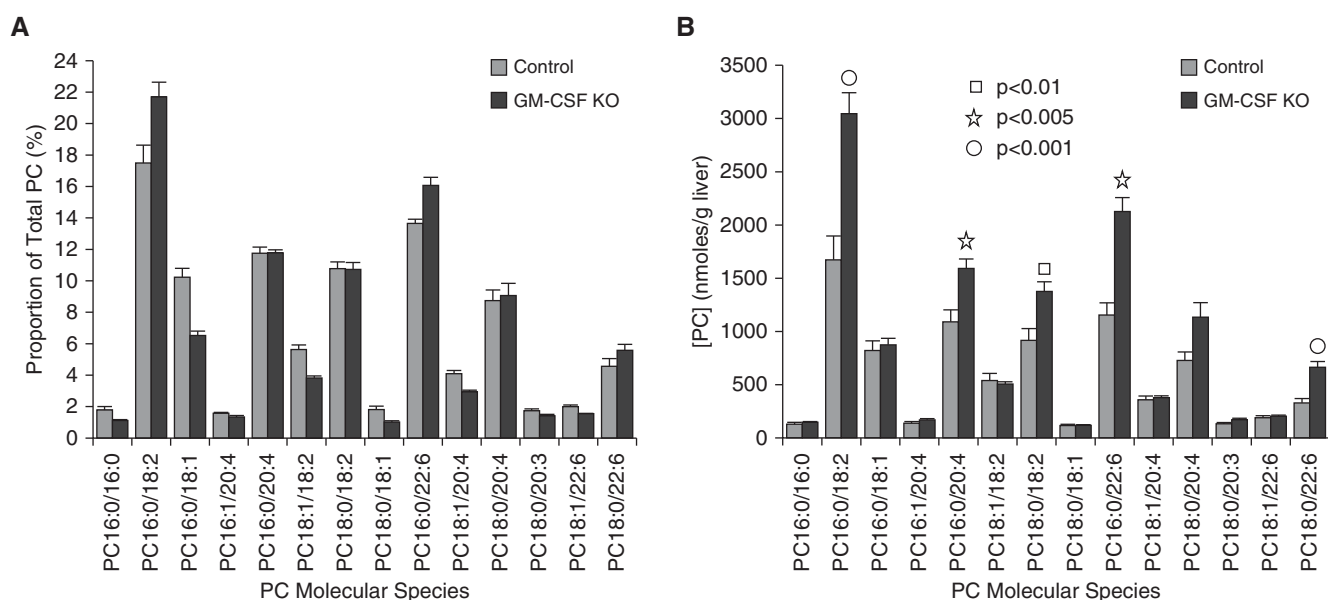 A
Proportion of Total PC (%)
24
22
20
18
16
14
12
10
8
6
4
2
0
Control
GM-CSF KO
PC16:0/16:0
PC16:0/18:2
PC16:0/18:1
PC16:1/20:4
PC16:0/20:4
PC18:1/18:2
PC18:0/18:2
PC18:0/18:1
PC16:0/22:6
PC18:1/20:4
PC18:0/20:4
PC18:0/20:3
PC18:1/22:6
PC18:0/22:6
PC Molecular Species
B
[PC] (nmoles/g liver)
3500
3000
2500
2000
1500
1000
500
0
p<0.01
p<0.005
p<0.001
Control
GM-CSF KO
PC16:0/16:0
PC16:0/18:2
PC16:0/18:1
PC16:1/20:4
PC16:0/20:4
PC18:1/18:2
PC18:0/18:2
PC18:0/18:1
PC16:0/22:6
PC18:1/20:4
PC18:0/20:4
PC18:0/20:3
PC18:1/22:6
PC18:0/22:6
PC Molecular Species